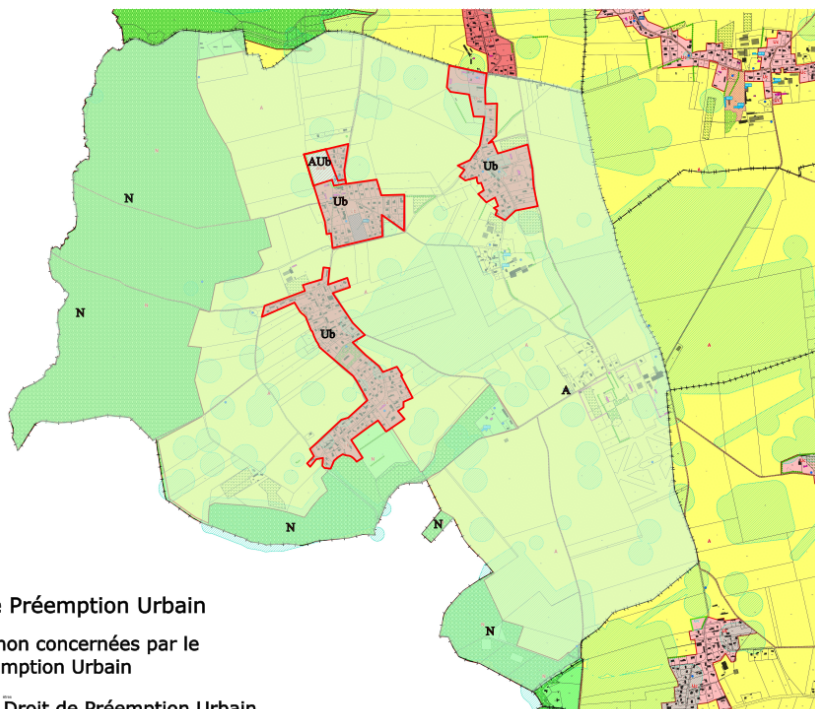 AUb
Ub
Ub
N
N
Ub
A
N
N
N
e Préemption Urbain
non concernées par le
emption Urbain
Droit de Préemption Urbain